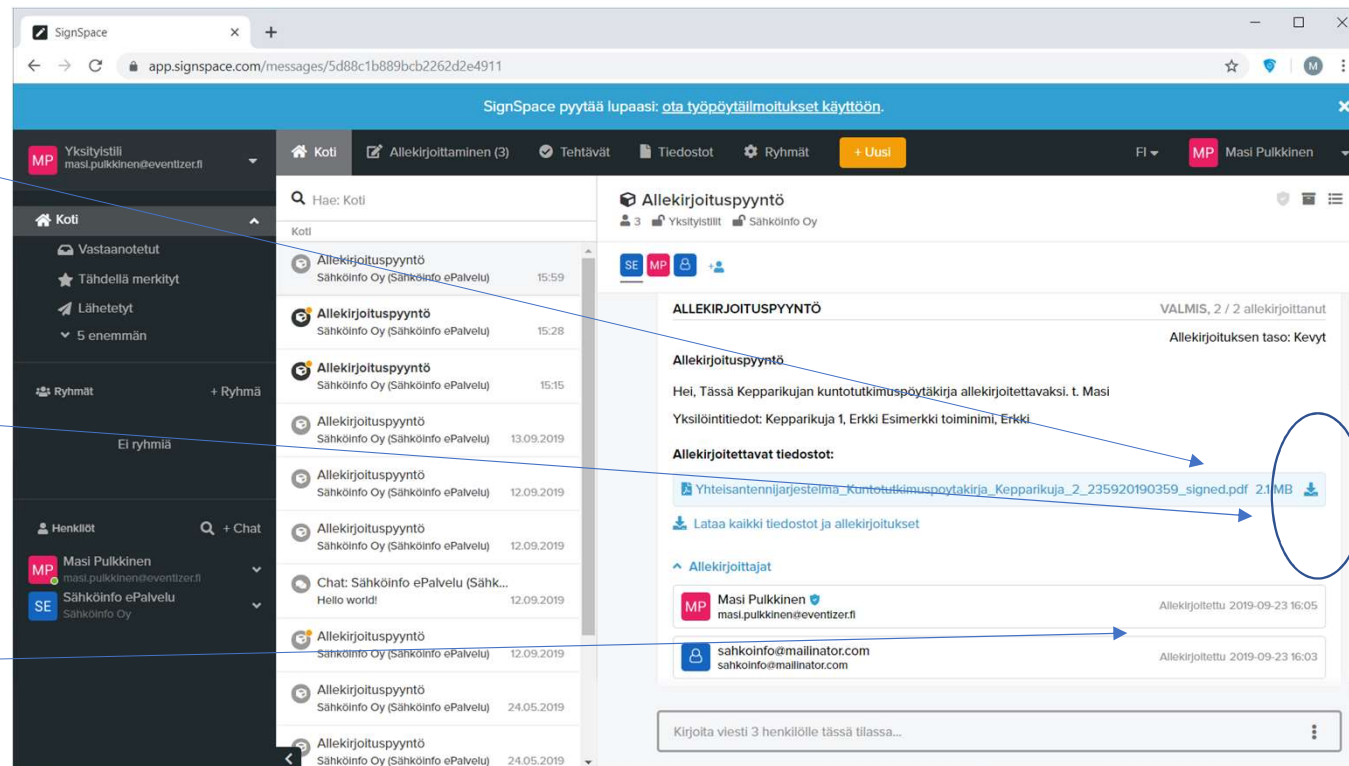 SignSpace
app.signspace.com/messages/5d88c1b889bcb2262d2e4911
M
SignSpace pyytää lupaasi: ota työpöytäilmoitukset käyttöön.
MP
Yksityistili
masi.pulkkinen@eventizer.fi
Koti
Allekirjoittaminen (3)
Tehtävät
Tiedostot
Ryhmät
+ Uusi
FI
MP
Masi Pulkkinen
Koti
Vastaanotetut
Tähdellä merkityt
Lähetetyt
5 enemmän
Ryhmät
+ Ryhmä
Ei ryhmiä
Henkilöt
+ Chat
MP
Masi Pulkkinen
masi.pulkkinen@eventizer.fi
SE
Sähköinfo ePalvelu
Sähköinfo Oy
Hae: Koti
Koti
Allekirjoituspyyntö
Sähköinfo Oy (Sähköinfo ePalvelu) 15:59
Allekirjoituspyyntö
Sähköinfo Oy (Sähköinfo ePalvelu) 15:28
Allekirjoituspyyntö
Sähköinfo Oy (Sähköinfo ePalvelu) 15:15
Allekirjoituspyyntö
Sähköinfo Oy (Sähköinfo ePalvelu) 13.09.2019
Allekirjoituspyyntö
Sähköinfo Oy (Sähköinfo ePalvelu) 12.09.2019
Allekirjoituspyyntö
Sähköinfo Oy (Sähköinfo ePalvelu) 12.09.2019
Chat: Sähköinfo ePalvelu (Sähk...
Hello world! 12.09.2019
Allekirjoituspyyntö
Sähköinfo Oy (Sähköinfo ePalvelu) 12.09.2019
Allekirjoituspyyntö
Sähköinfo Oy (Sähköinfo ePalvelu) 24.05.2019
Allekirjoituspyyntö
Sähköinfo Oy (Sähköinfo ePalvelu) 24.05.2019
Allekirjoituspyyntö
3 Yksityistilit Sähköinfo Oy
SE MP
ALLEKIRJOITUSPYYNTÖ
VALMIS, 2 / 2 allekirjoittanut
Allekirjoituksen taso: Kevyt
Allekirjoituspyyntö
Hei, Tässä Kepparikujan kuntotutkimuspöytäkirja allekirjoitettavaksi. t. Masi
Yksilöintitiedot: Kepparikuja 1, Erkki Esimerkki toiminimi, Erkki
Allekirjoitettavat tiedostot:
Yhteisantennijarjestelma_Kuntotutkimuspoytakirja_Kepparikuja_2_235920190359_signed.pdf 2.1 MB
Lataa kaikki tiedostot ja allekirjoitukset
Allekirjoittajat
MP
Masi Pulkkinen
masi.pulkkinen@eventizer.fi
Allekirjoitettu 2019-09-23 16:05
sahkoinfo@mailinator.com
sahkoinfo@mailinator.com
Allekirjoitettu 2019-09-23 16:03
Kirjoita viesti 3 henkilölle tässä tilassa...